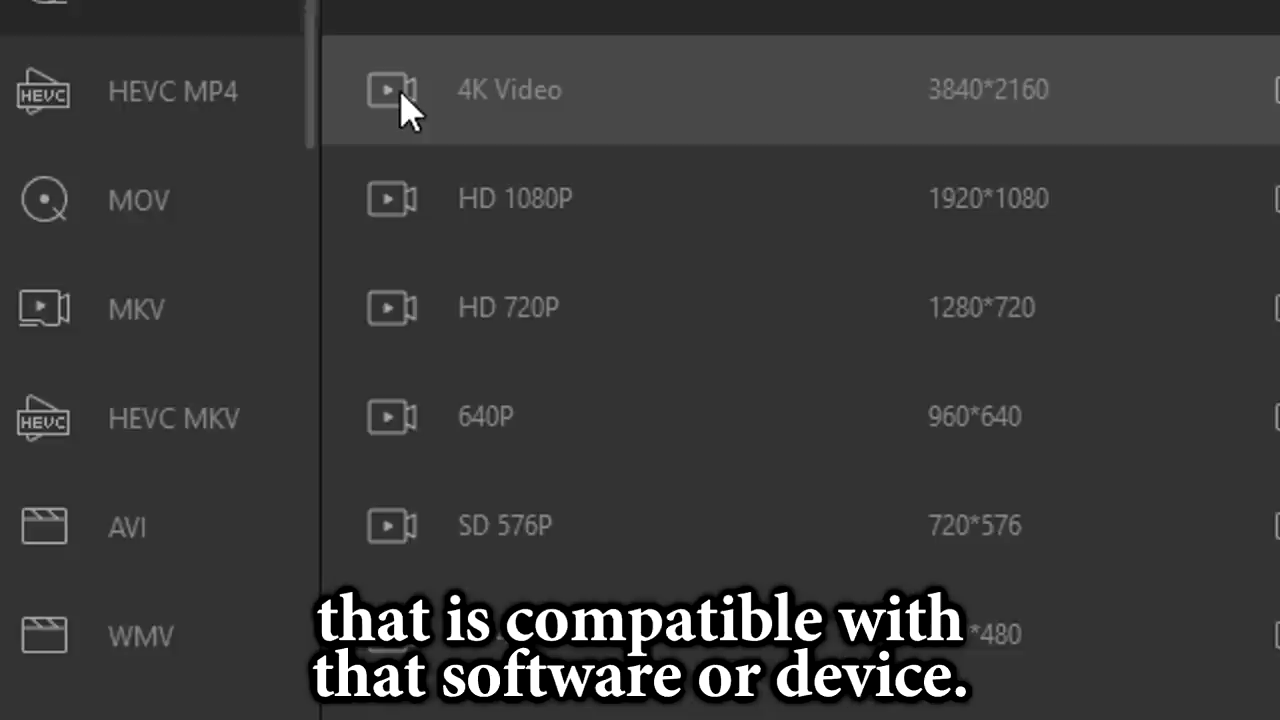 HEVC MP4
HEVC
MOV
MKV
HEVC MKV
HEVC
AVI
WMV
4K Video 3840*2160
HD 1080P 1920*1080
HD 720P 1280*720
640P 960*640
SD 576P 720*576
*480
that is compatible with
that software or device.